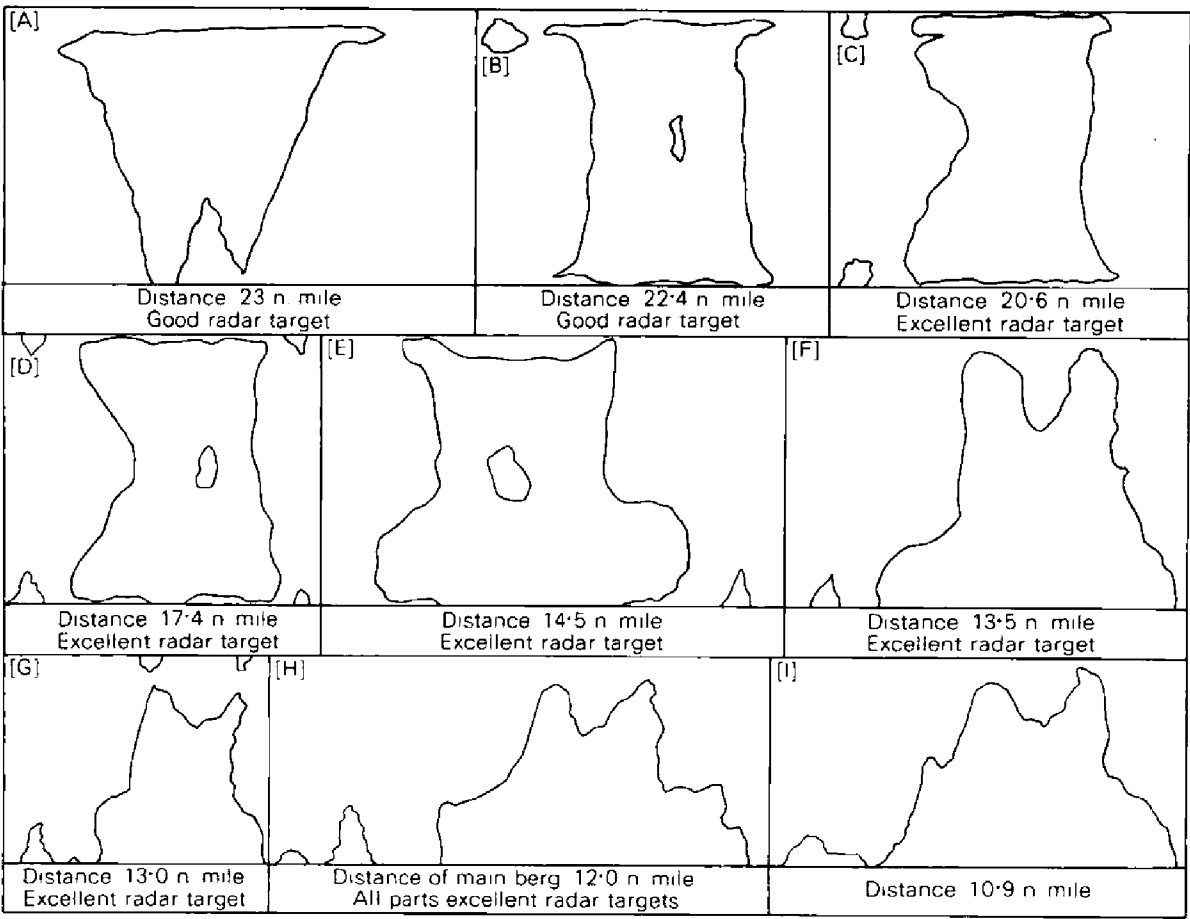 [A]
Distance 23 n mile
Good radar target
[B]
Distance 22·4 n mile
Good radar target
[C]
Distance 20·6 n mile
Excellent radar target
[D]
Distance 17·4 n mile
Excellent radar target
[E]
Distance 14·5 n mile
Excellent radar target
[F]
Distance 13·5 n mile
Excellent radar target
[G]
Distance 13·0 n mile
Excellent radar target
[H]
Distance of main berg 12·0 n mile
All parts excellent radar targets
[I]
Distance 10·9 n mile